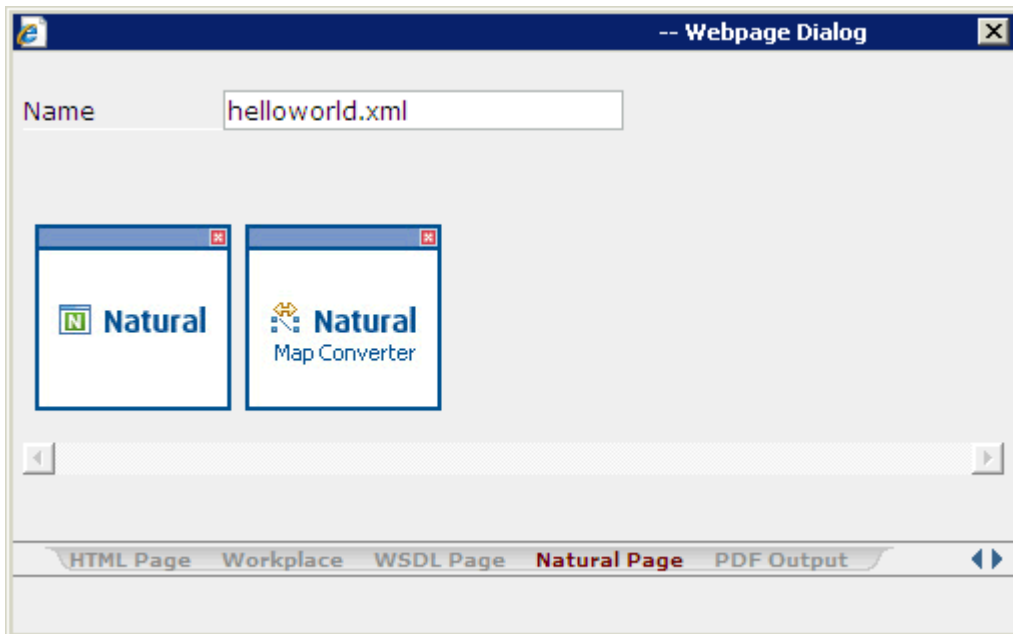 -- Webpage Dialog
Name helloworld.xml
N Natural
Natural
Map Converter
HTML Page Workplace WSDL Page Natural Page PDF Output